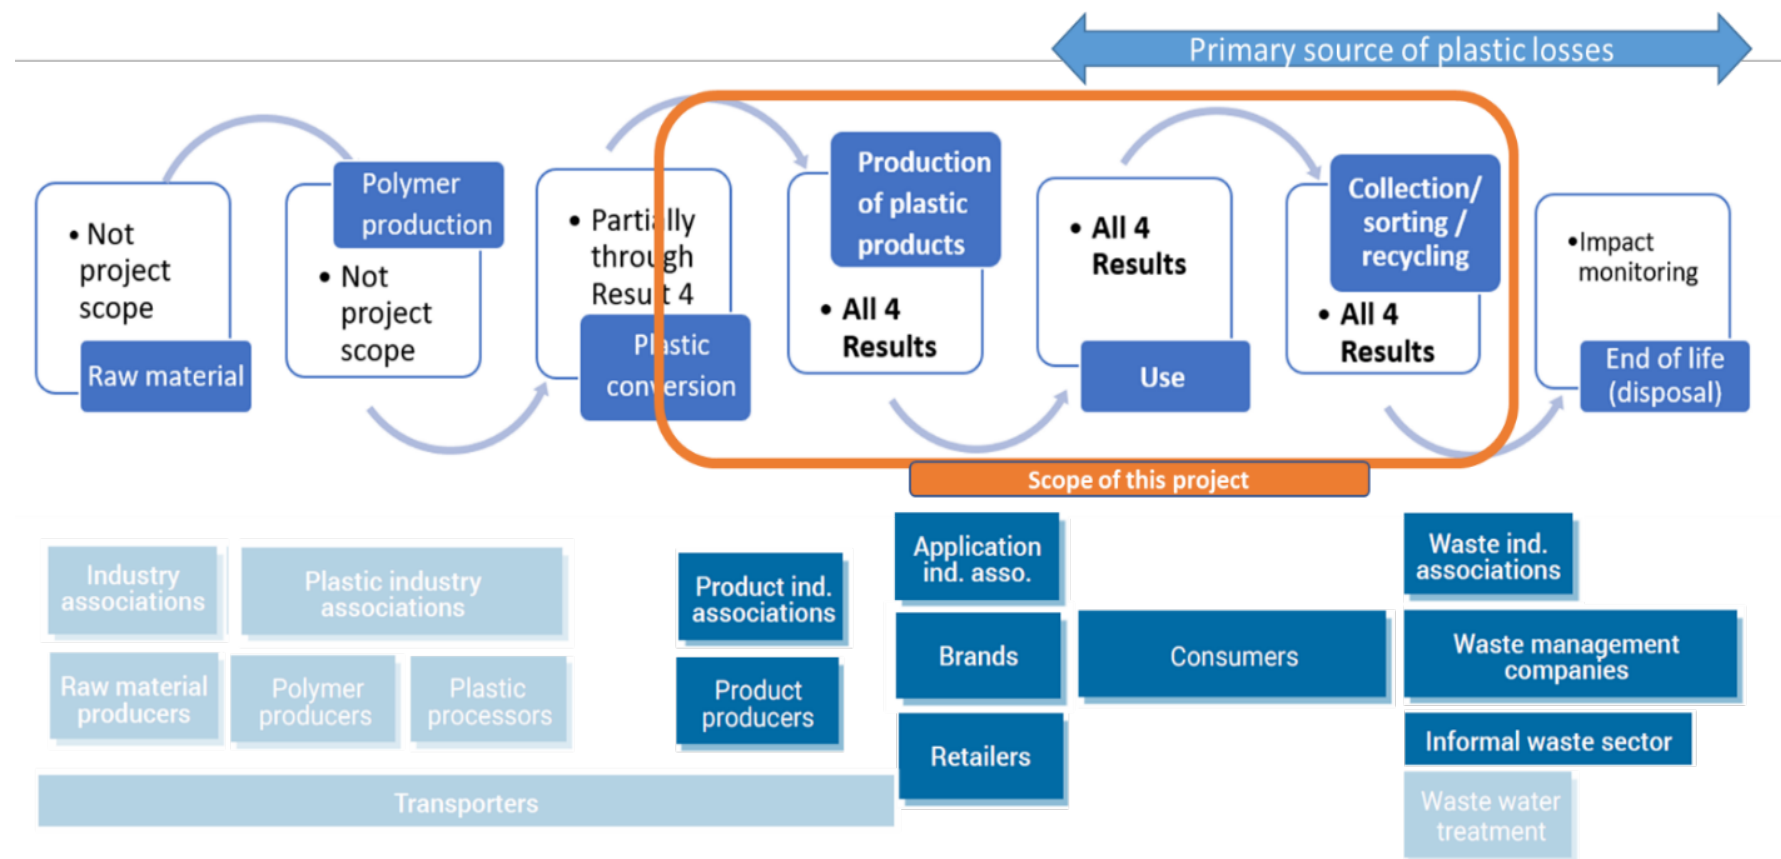 Primary source of plastic losses
• Not
project
scope
Raw material
Polymer
production
• Not
project
scope
• Partially
through
Result 4
Plastic
conversion
Production
of plastic
products
• All 4
Results
• All 4
Results
Use
Collection/
sorting /
recycling
• All 4
Results
•Impact
monitoring
End of life
(disposal)
Scope of this project
Industry
associations
Plastic industry
associations
Product ind.
associations
Application
ind. asso.
Waste ind.
associations
Raw material
producers
Polymer
producers
Plastic
processors
Product
producers
Brands
Consumers
Waste management
companies
Retailers
Informal waste sector
Transporters
Waste water
treatment